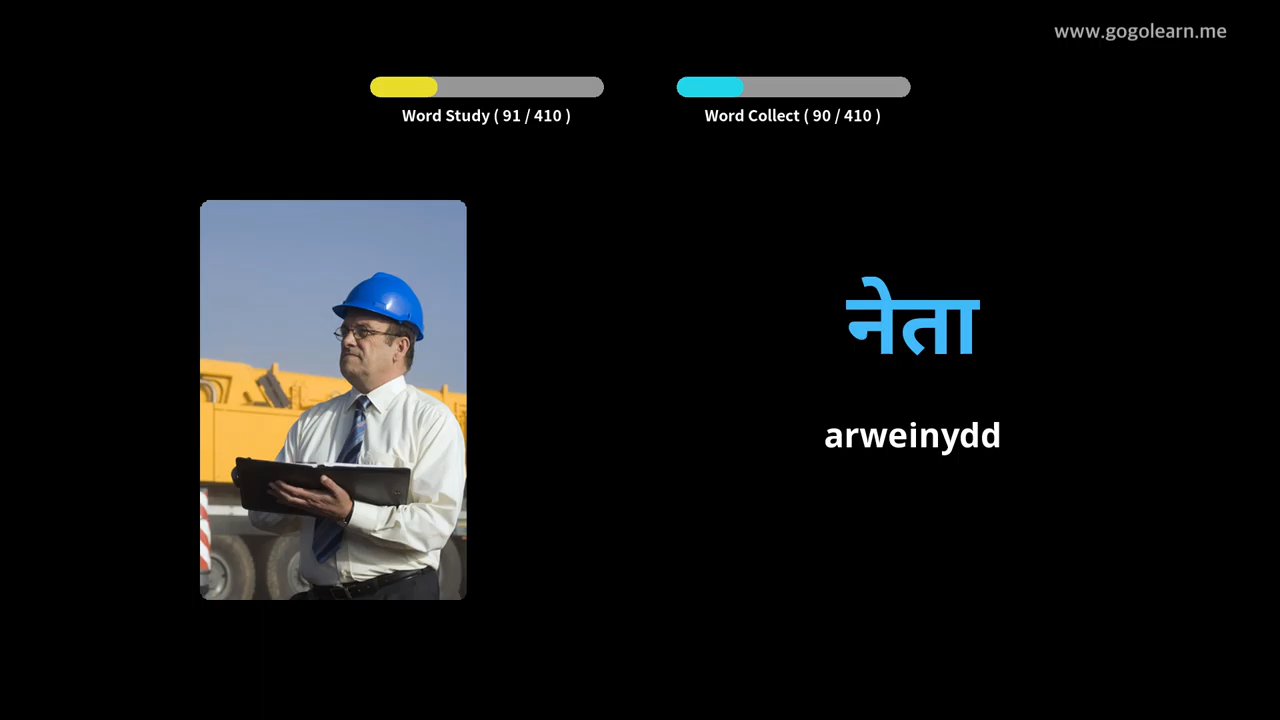 www.gogolearn.me
Word Study ( 91 / 410 )
Word Collect ( 90 / 410 )
नेता
arweinydd